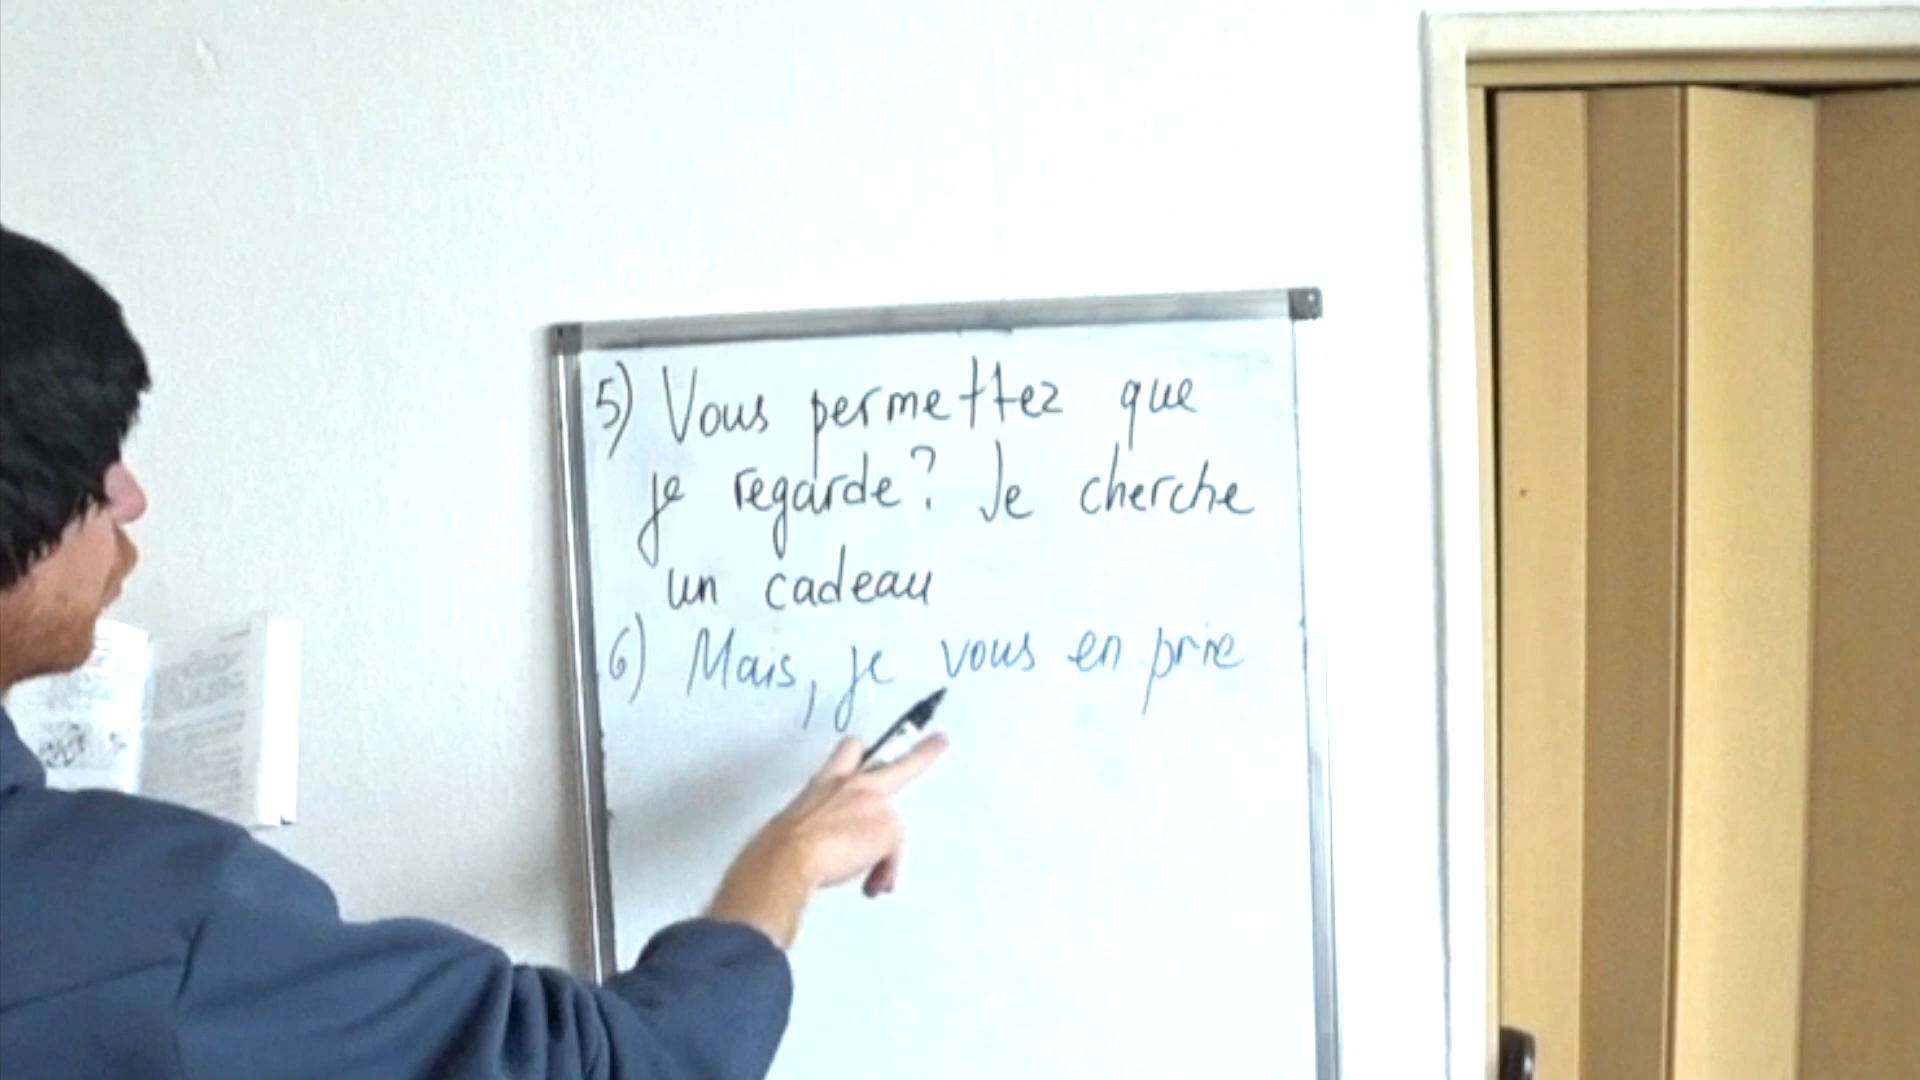 5) Vous permettez que
je regarde? Je cherche
un cadeau
6) Mais, je vous en prie